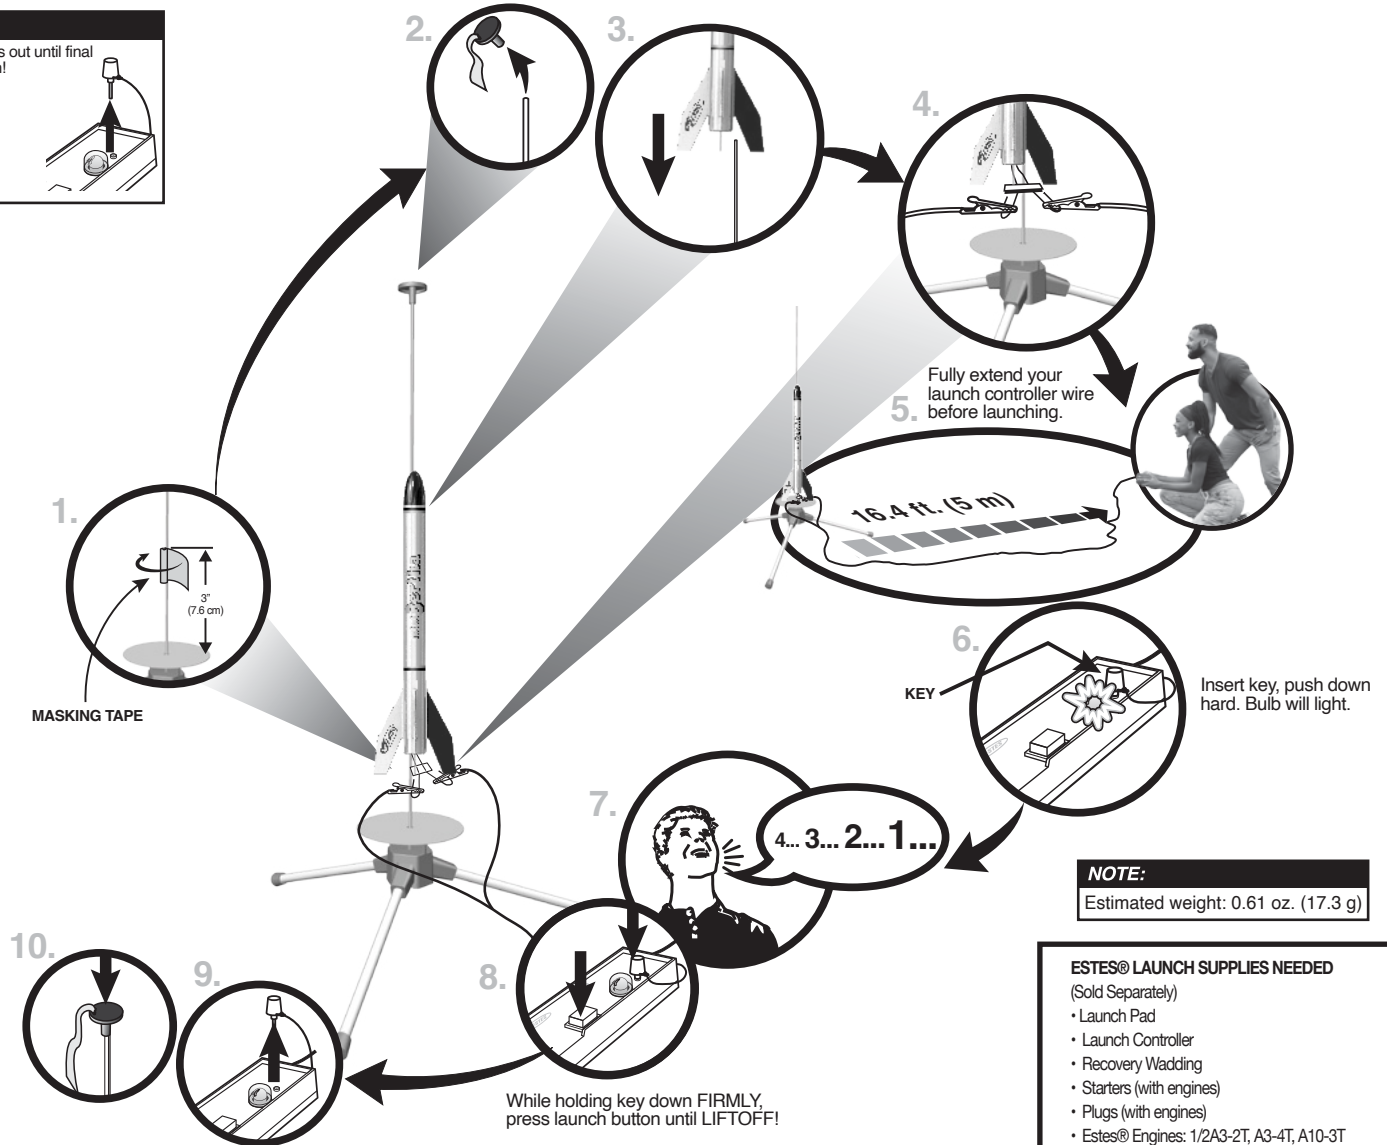 s out until final
n!
2.
3.
4.
Fully extend your
launch controller wire
before launching.
5.
16.4 ft. (5 m)
1.
3"
(7.6 cm)
MASKING TAPE
6.
KEY
Insert key, push down
hard. Bulb will light.
7.
4... 3... 2...1...
NOTE:
Estimated weight: 0.61 oz. (17.3 g)
10.
9.
8.
While holding key down FIRMLY,
press launch button until LIFTOFF!
ESTES® LAUNCH SUPPLIES NEEDED
(Sold Separately)
• Launch Pad
• Launch Controller
• Recovery Wadding
• Starters (with engines)
• Plugs (with engines)
• Estes® Engines: 1/2A3-2T, A3-4T, A10-3T